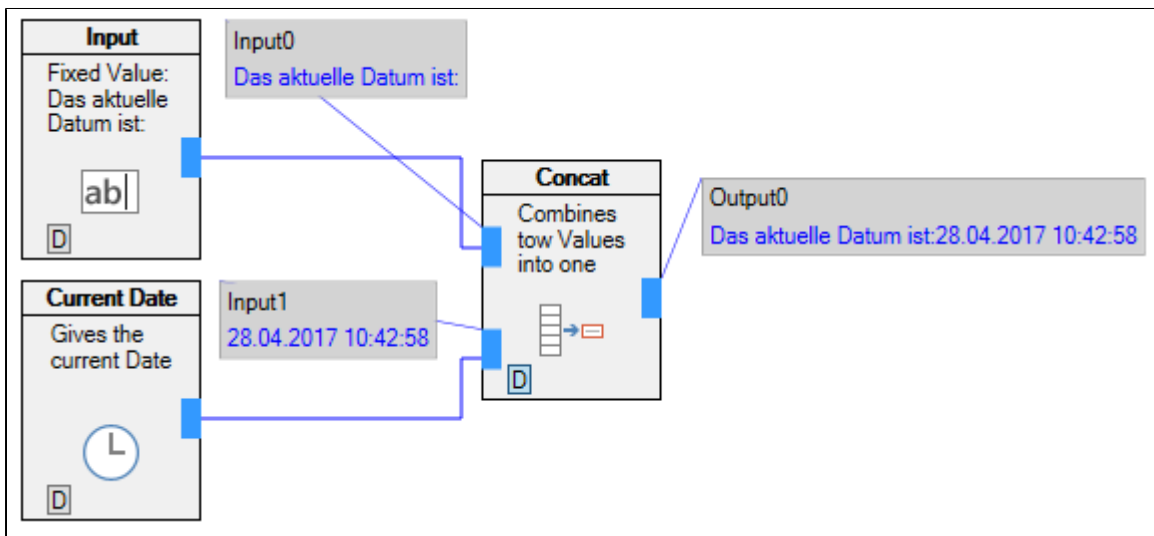 Input
Fixed Value:
Das aktuelle
Datum ist:
ab
D
Input0
Das aktuelle Datum ist:
Current Date
Gives the
current Date
D
Input1
28.04.2017 10:42:58
Concat
Combines
tow Values
into one
D
Output0
Das aktuelle Datum ist:28.04.2017 10:42:58